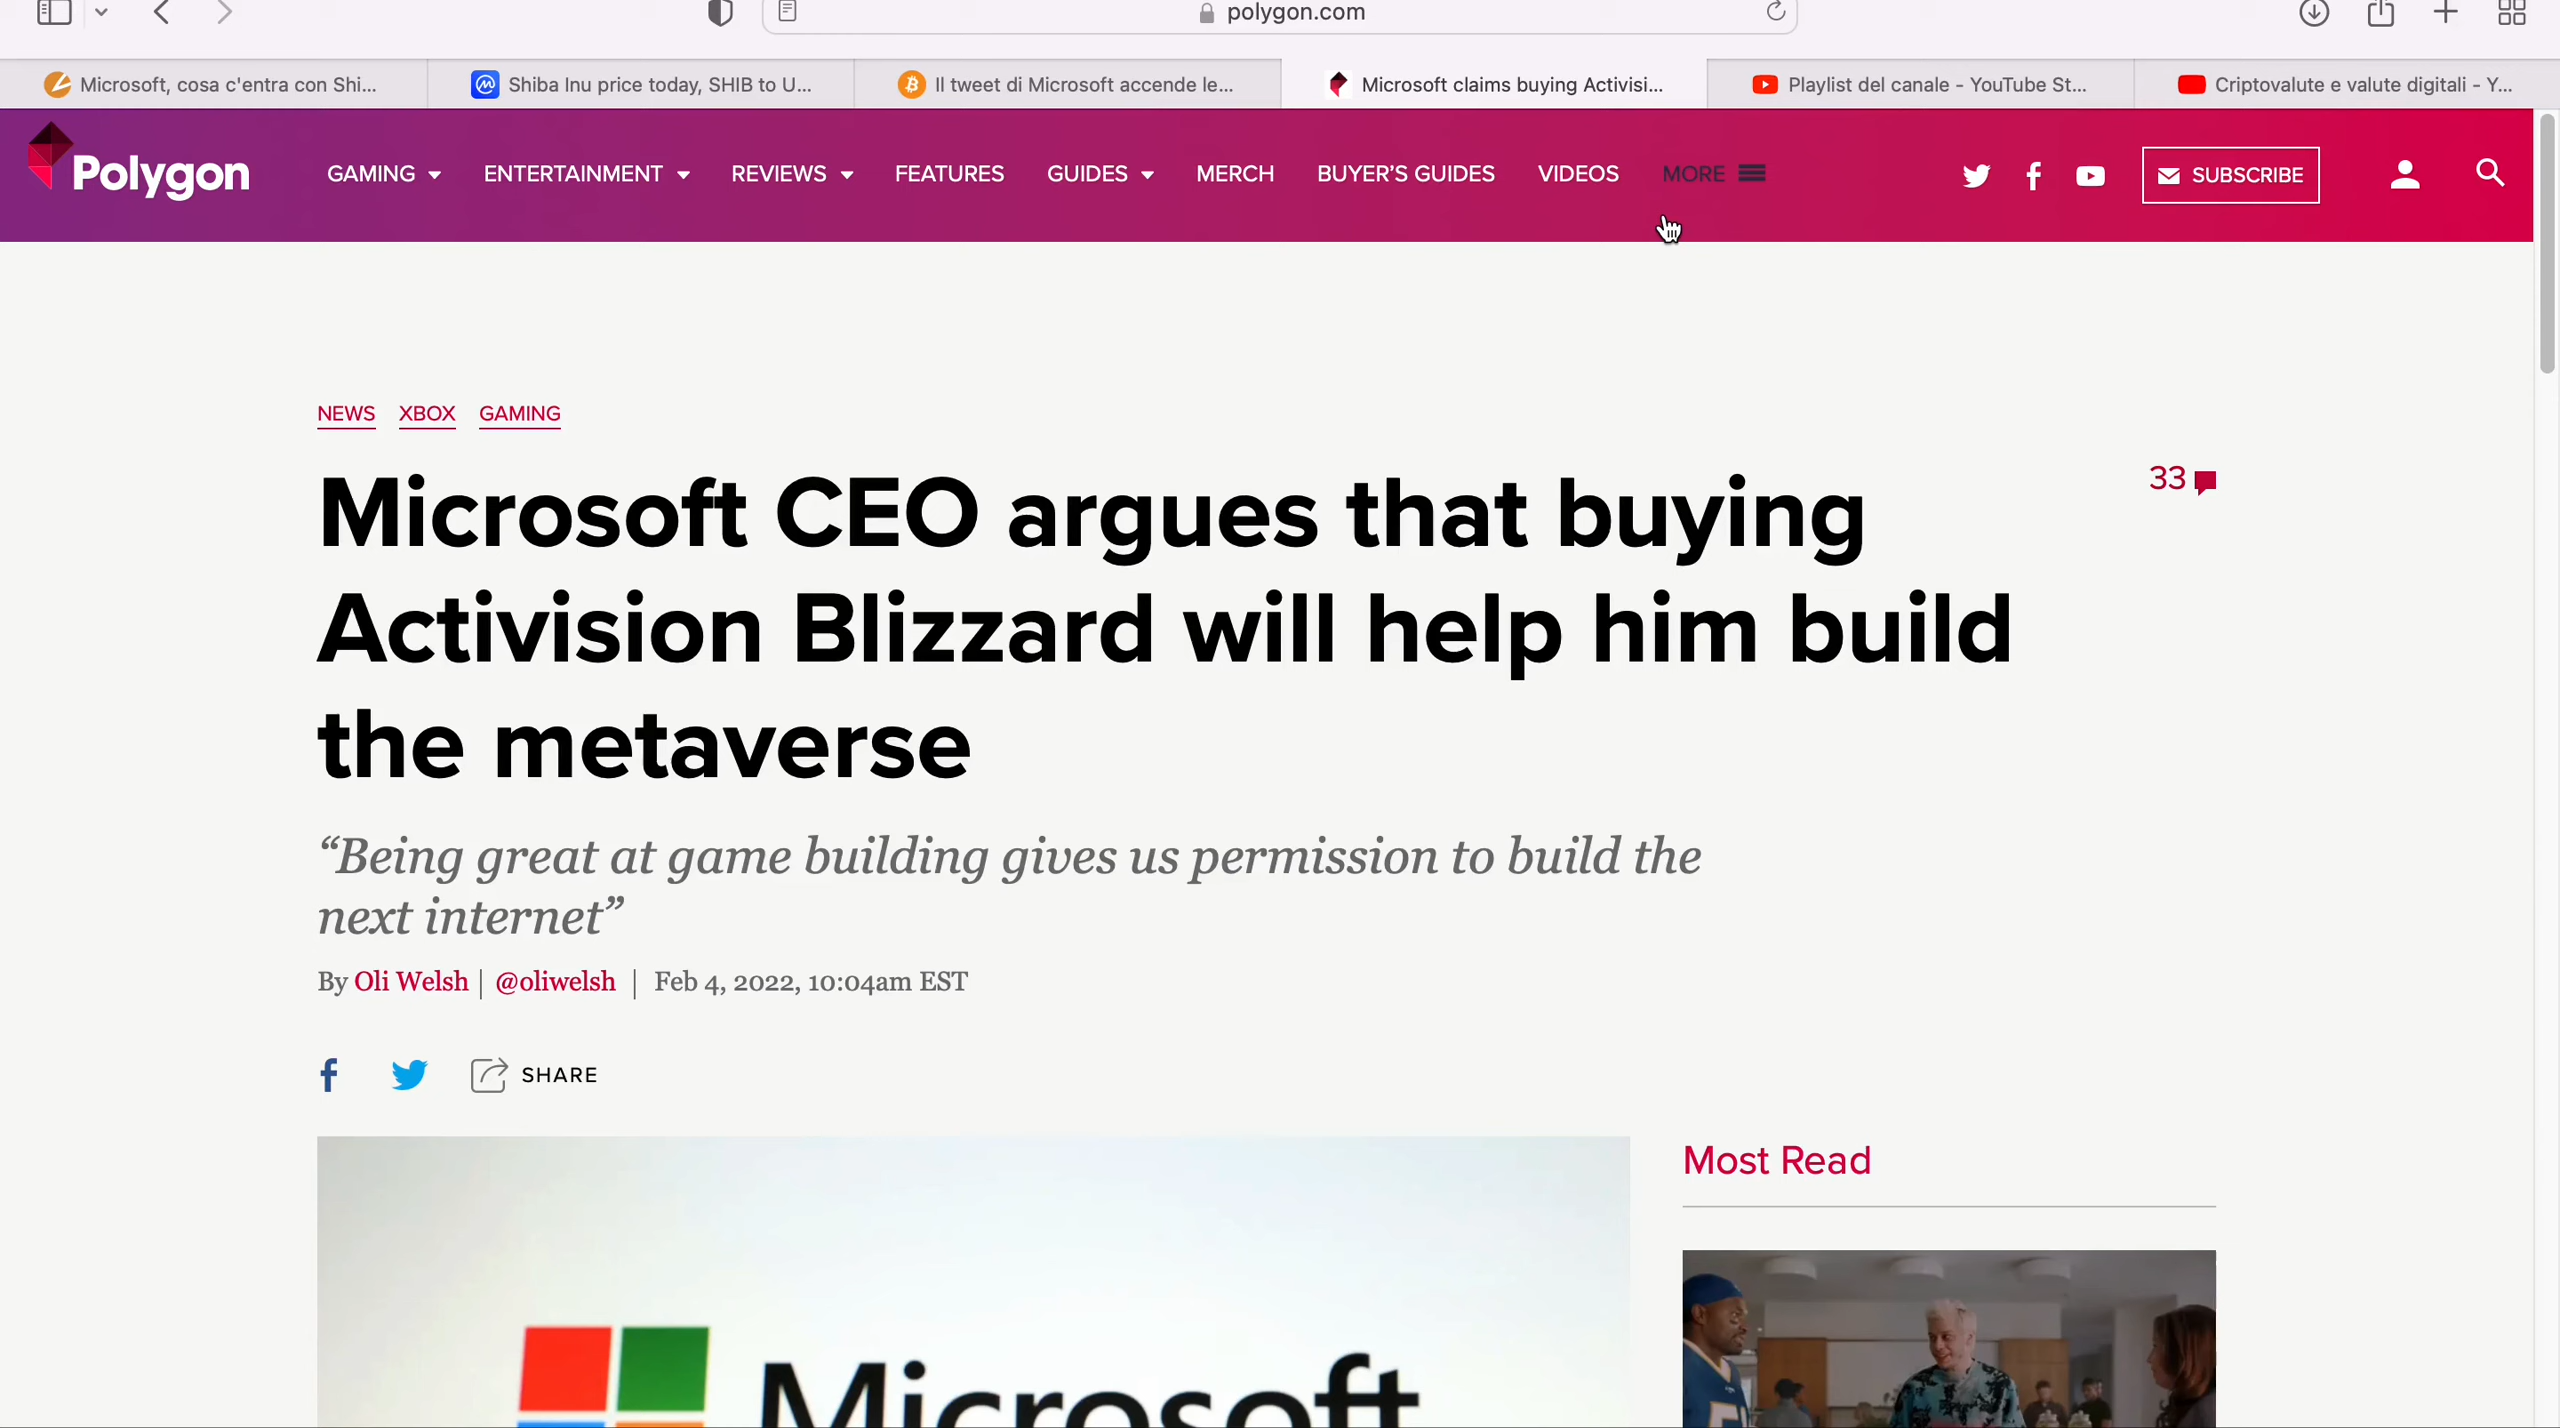 polygon.com
Microsoft, cosa c'entra con Shi...
Shiba Inu price today, SHIB to U...
Il tweet di Microsoft accende le...
Microsoft claims buying Activisi...
Playlist del canale - YouTube St...
Criptovalute e valute digitali - Y...
Polygon
GAMING
ENTERTAINMENT
REVIEWS
FEATURES
GUIDES
MERCH
BUYER'S GUIDES
VIDEOS
MORE
SUBSCRIBE
NEWS XBOX GAMING
Microsoft CEO argues that buying
Activision Blizzard will help him build
the metaverse
33
“Being great at game building gives us permission to build the
next internet”
By Oli Welsh | @oliwelsh | Feb 4, 2022, 10:04am EST
SHARE
Most Read
Microsoft